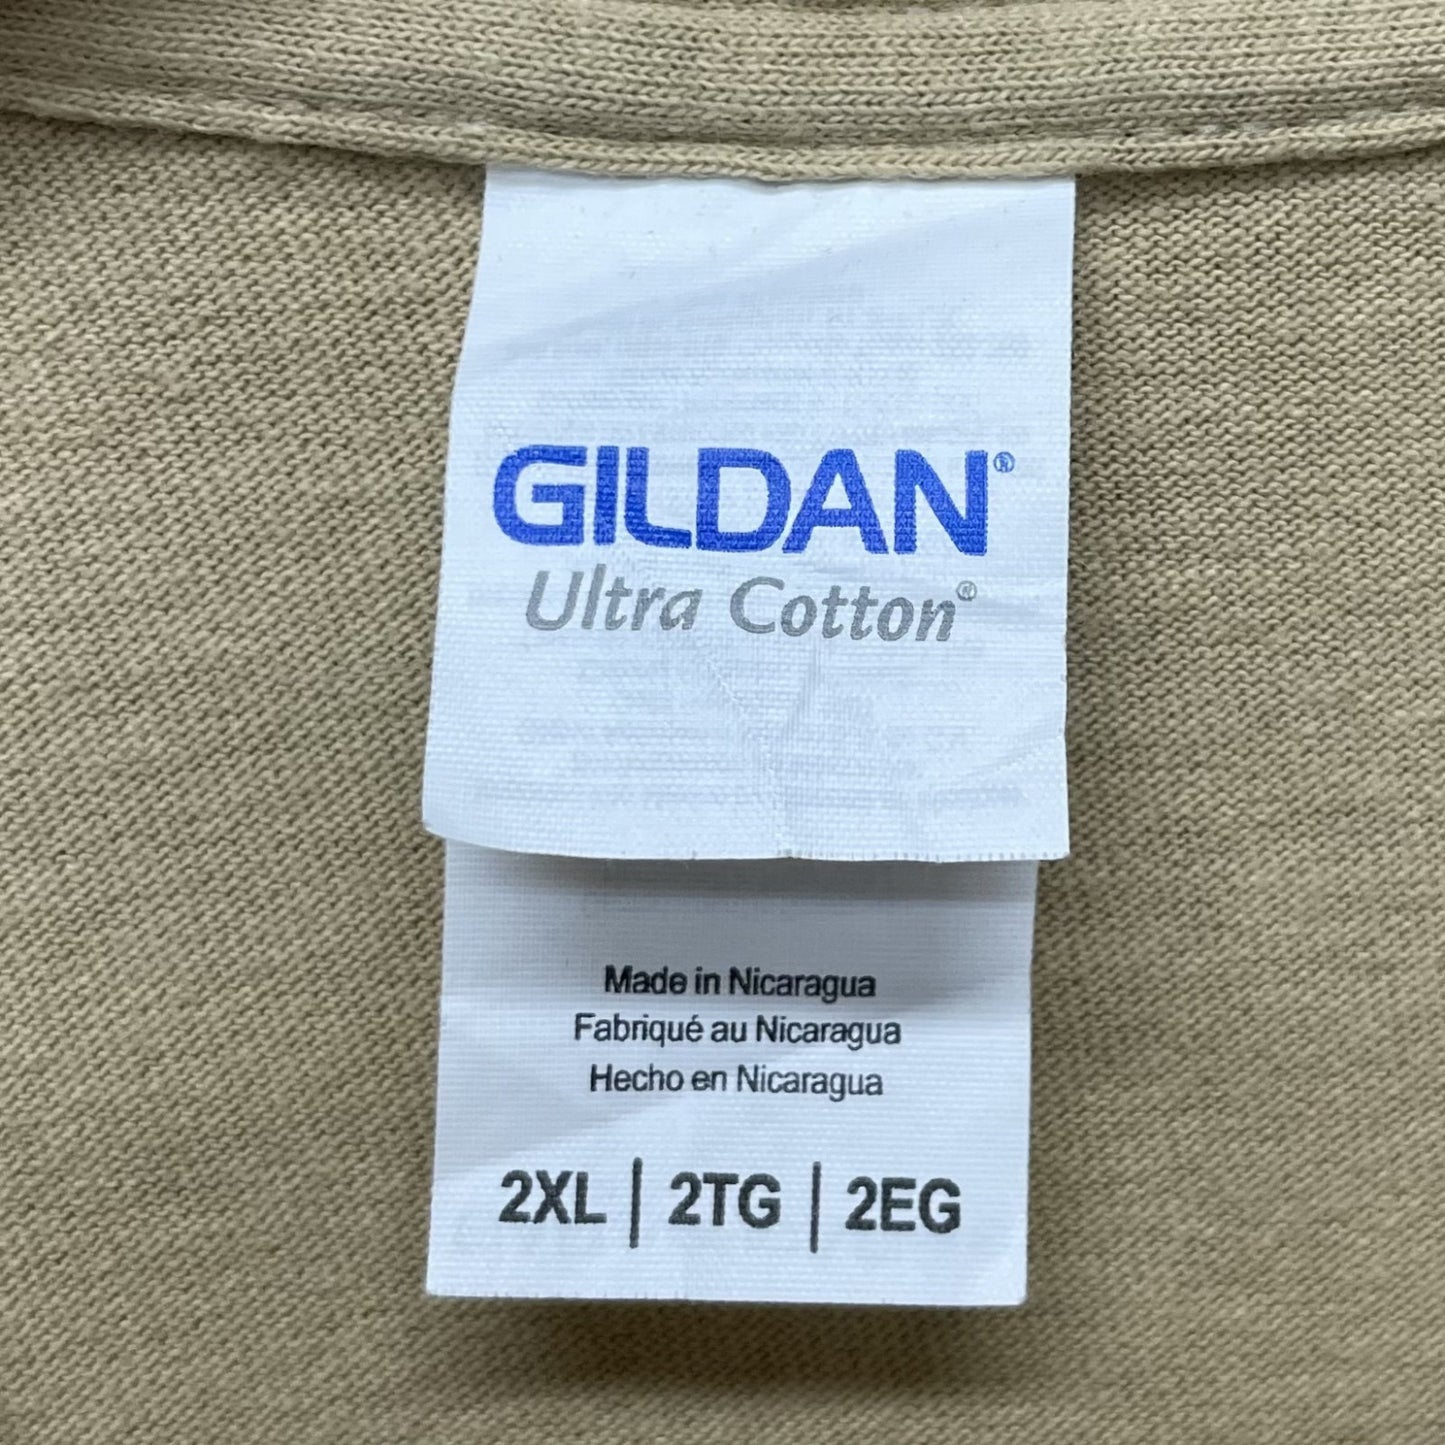 GILDAN®
Ultra Cotton®
Made in Nicaragua
Fabriqué au Nicaragua
Hecho en Nicaragua
2XL | 2TG | 2EG